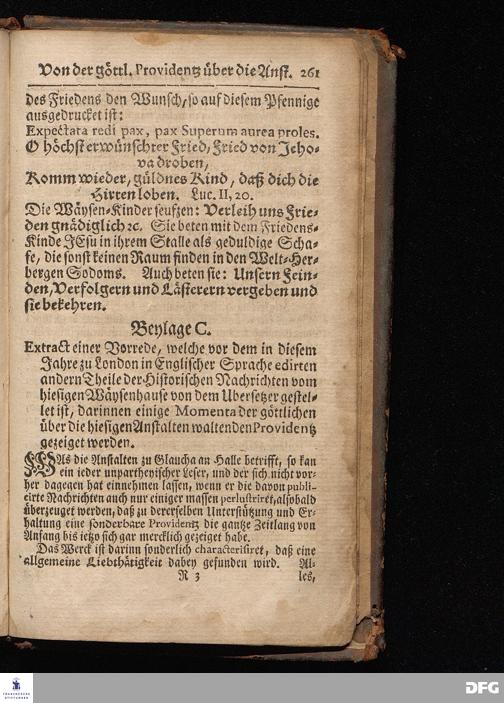 Von der göttl. Providentz über die Anst. 261
des Friedens den Wunsch, so auf diesem Pfennige
ausgedrucket ist:
Expectata redi pax, pax Superum aurea proles.
O höchst erwünschter Fried, Fried von Jeho-
va droben,
Komm wieder, güldnes Kind, daß dich die
Hirten loben. Luc. II, 20.
Die Wäysen-Kinder seufzen: Verleih uns Frie-
den gnädiglich ꝛc. Sie beten mit dem Friedens-
Kinde JEsu in ihrem Stalle als geduldige Scha-
fe, die sonst keinen Raum finden in den Welt-Her-
bergen Sodoms. Auch beten sie: Unsern Fein-
den, Verfolgern und Lästerern vergeben und
sie bekehren.
Beylage C.
Extract einer Vorrede, welche vor dem in diesem
Jahre zu London in Englischer Sprache edirten
andern Theile der Historischen Nachrichten vom
hiesigen Wäysenhause von dem Ubersetzer gestel-
let ist, darinnen einige Momenta der göttlichen
über die hiesigen Anstalten waltenden Providentz
gezeiget werden.
WAs die Anstalten zu Glaucha an Halle betrifft, so kan
ein ieder unpartheyischer Leser, und der sich nicht vor-
her dagegen hat einnehmen lassen, wenn er die davon publi-
cirte Nachrichten auch nur einiger massen perlustriret, alsobald
überzeuget werden, daß zu dererselben Unterstützung und Er-
haltung eine sonderbare Providentz die gantze Zeitlang von
Anfang bis ietzo sich gar mercklich gezeiget habe.
Das Werck ist darinn sonderlich characterisiret, daß eine
allgemeine Liebthätigkeit dabey gefunden wird. Al-
R 3 les,
FRANCKESCHE
STIFTUNGEN
DFG